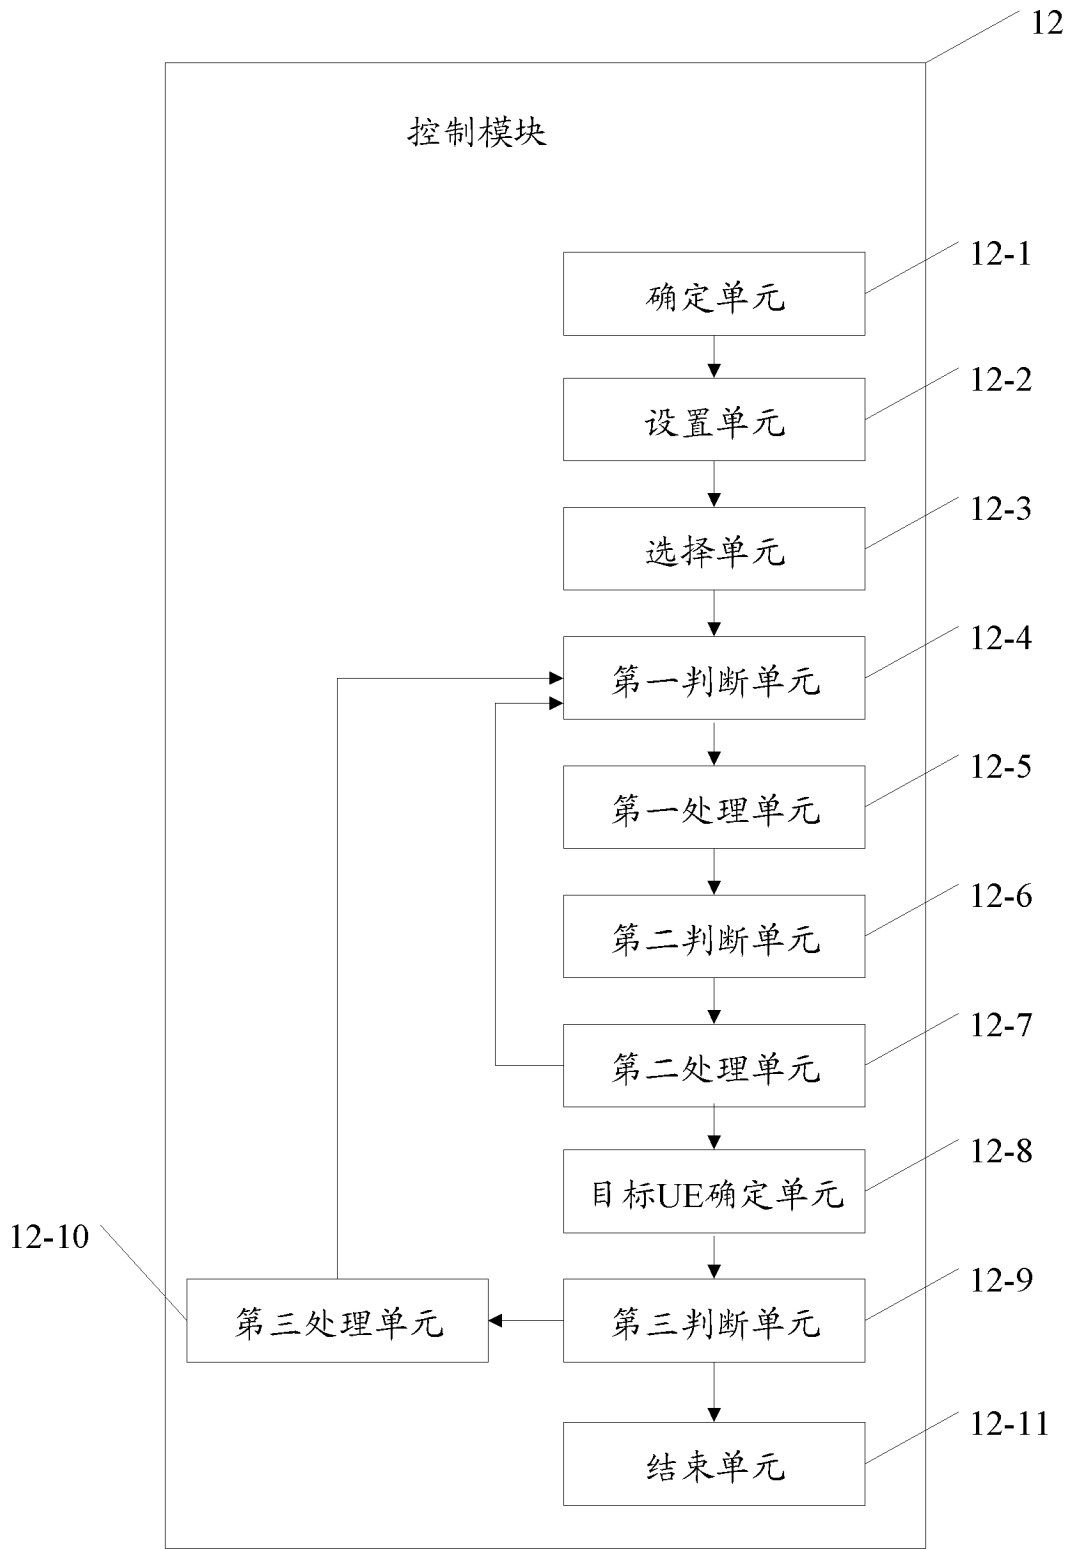 12
控制模块
12-1
确定单元
12-2
设置单元
12-3
选择单元
12-4
第一判断单元
12-5
第一处理单元
12-6
第二判断单元
12-7
第二处理单元
12-8
目标UE确定单元
12-10
12-9
第三处理单元
第三判断单元
12-11
结束单元